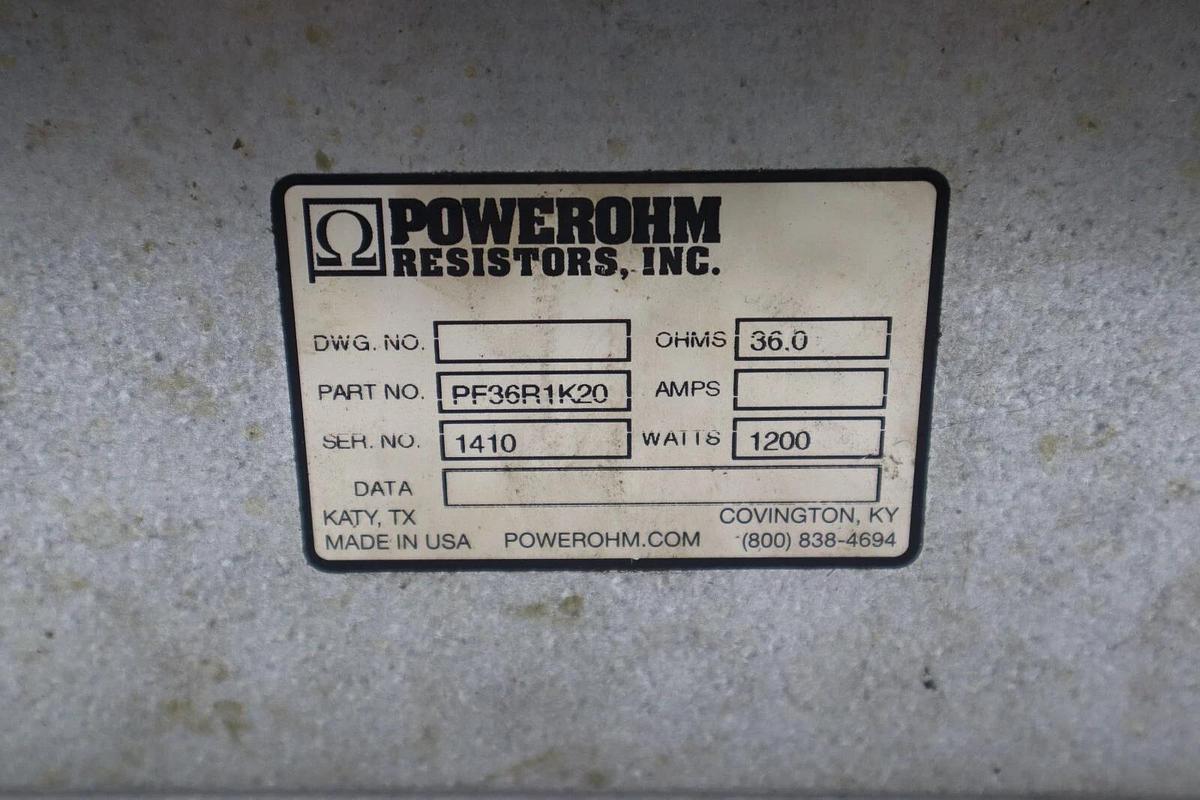 Ω POWEROHM
RESISTORS, INC.
DWG. NO. OHMS 36.0
PART NO. PF36R1K20 AMPS
SER. NO. 1410 WATTS 1200
DATA
KATY, TX COVINGTON, KY
MADE IN USA POWEROHM.COM (800) 838-4694